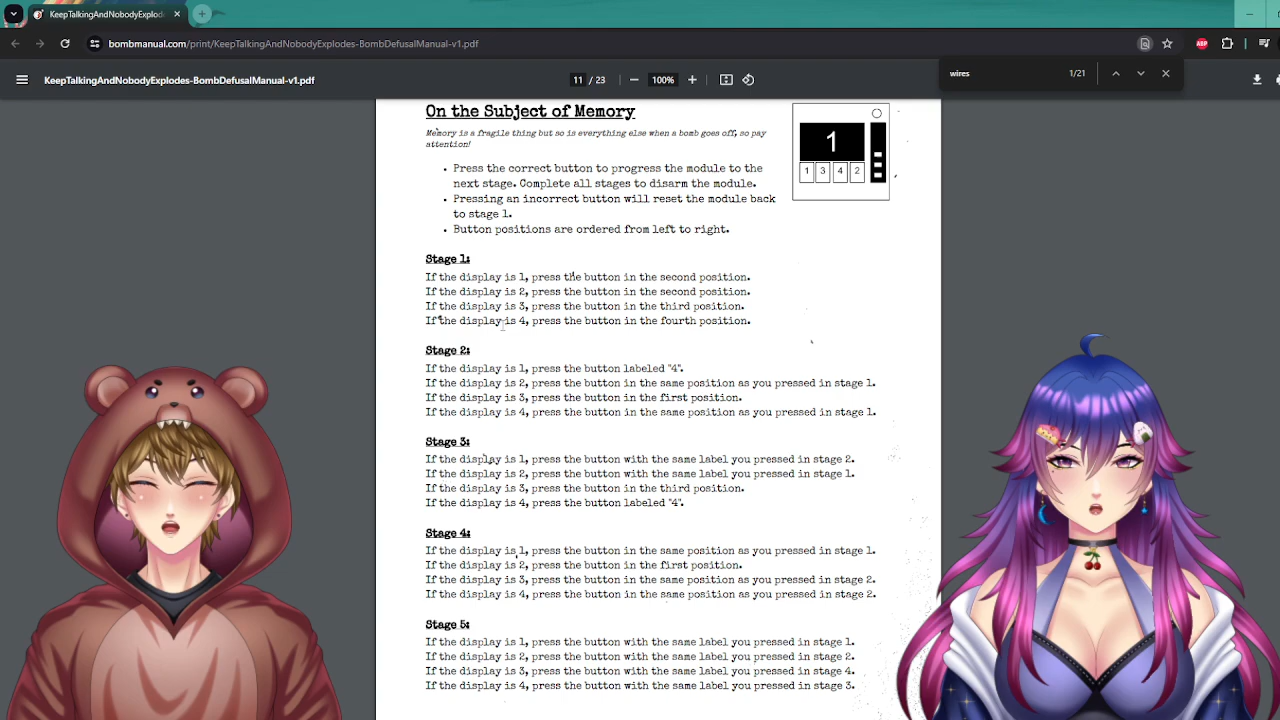 KeepTalkingAndNobodyExplodes
bombmanual.com/print/KeepTalkingAndNobodyExplodes-BombDefusalManual-v1.pdf
ABP
KeepTalkingAndNobodyExplodes-BombDefusalManual-v1.pdf
11 / 23
100%
wires
1/21
On the Subject of Memory
Memory is a fragile thing but so is everything else when a bomb goes off, so pay
attention!
1
1 3 4 2
• Press the correct button to progress the module to the
next stage. Complete all stages to disarm the module.
• Pressing an incorrect button will reset the module back
to stage 1.
• Button positions are ordered from left to right.
Stage 1:
If the display is 1, press the button in the second position.
If the display is 2, press the button in the second position.
If the display is 3, press the button in the third position.
If the display is 4, press the button in the fourth position.
Stage 2:
If the display is 1, press the button labeled "4".
If the display is 2, press the button in the same position as you pressed in stage 1.
If the display is 3, press the button in the first position.
If the display is 4, press the button in the same position as you pressed in stage 1.
Stage 3:
If the display is 1, press the button with the same label you pressed in stage 2.
If the display is 2, press the button with the same label you pressed in stage 1.
If the display is 3, press the button in the third position.
If the display is 4, press the button labeled "4".
Stage 4:
If the display is 1, press the button in the same position as you pressed in stage 1.
If the display is 2, press the button in the first position.
If the display is 3, press the button in the same position as you pressed in stage 2.
If the display is 4, press the button in the same position as you pressed in stage 2.
Stage 5:
If the display is 1, press the button with the same label you pressed in stage 1.
If the display is 2, press the button with the same label you pressed in stage 2.
If the display is 3, press the button with the same label you pressed in stage 4.
If the display is 4, press the button with the same label you pressed in stage 3.